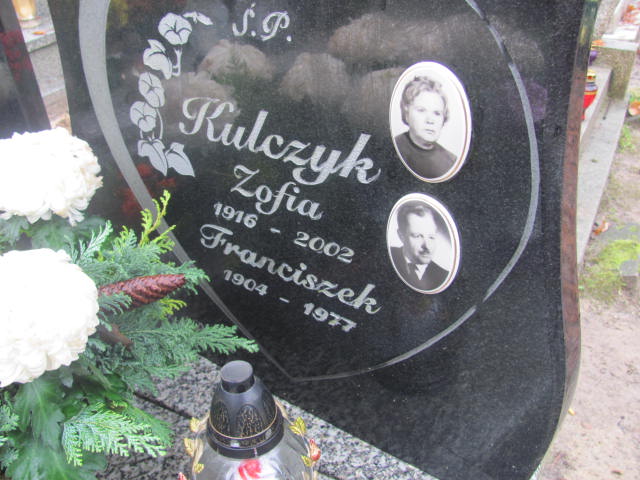 Ś.P.
Kulczyk
Zofia
1916 - 2002
Franciszek
1904 - 1977